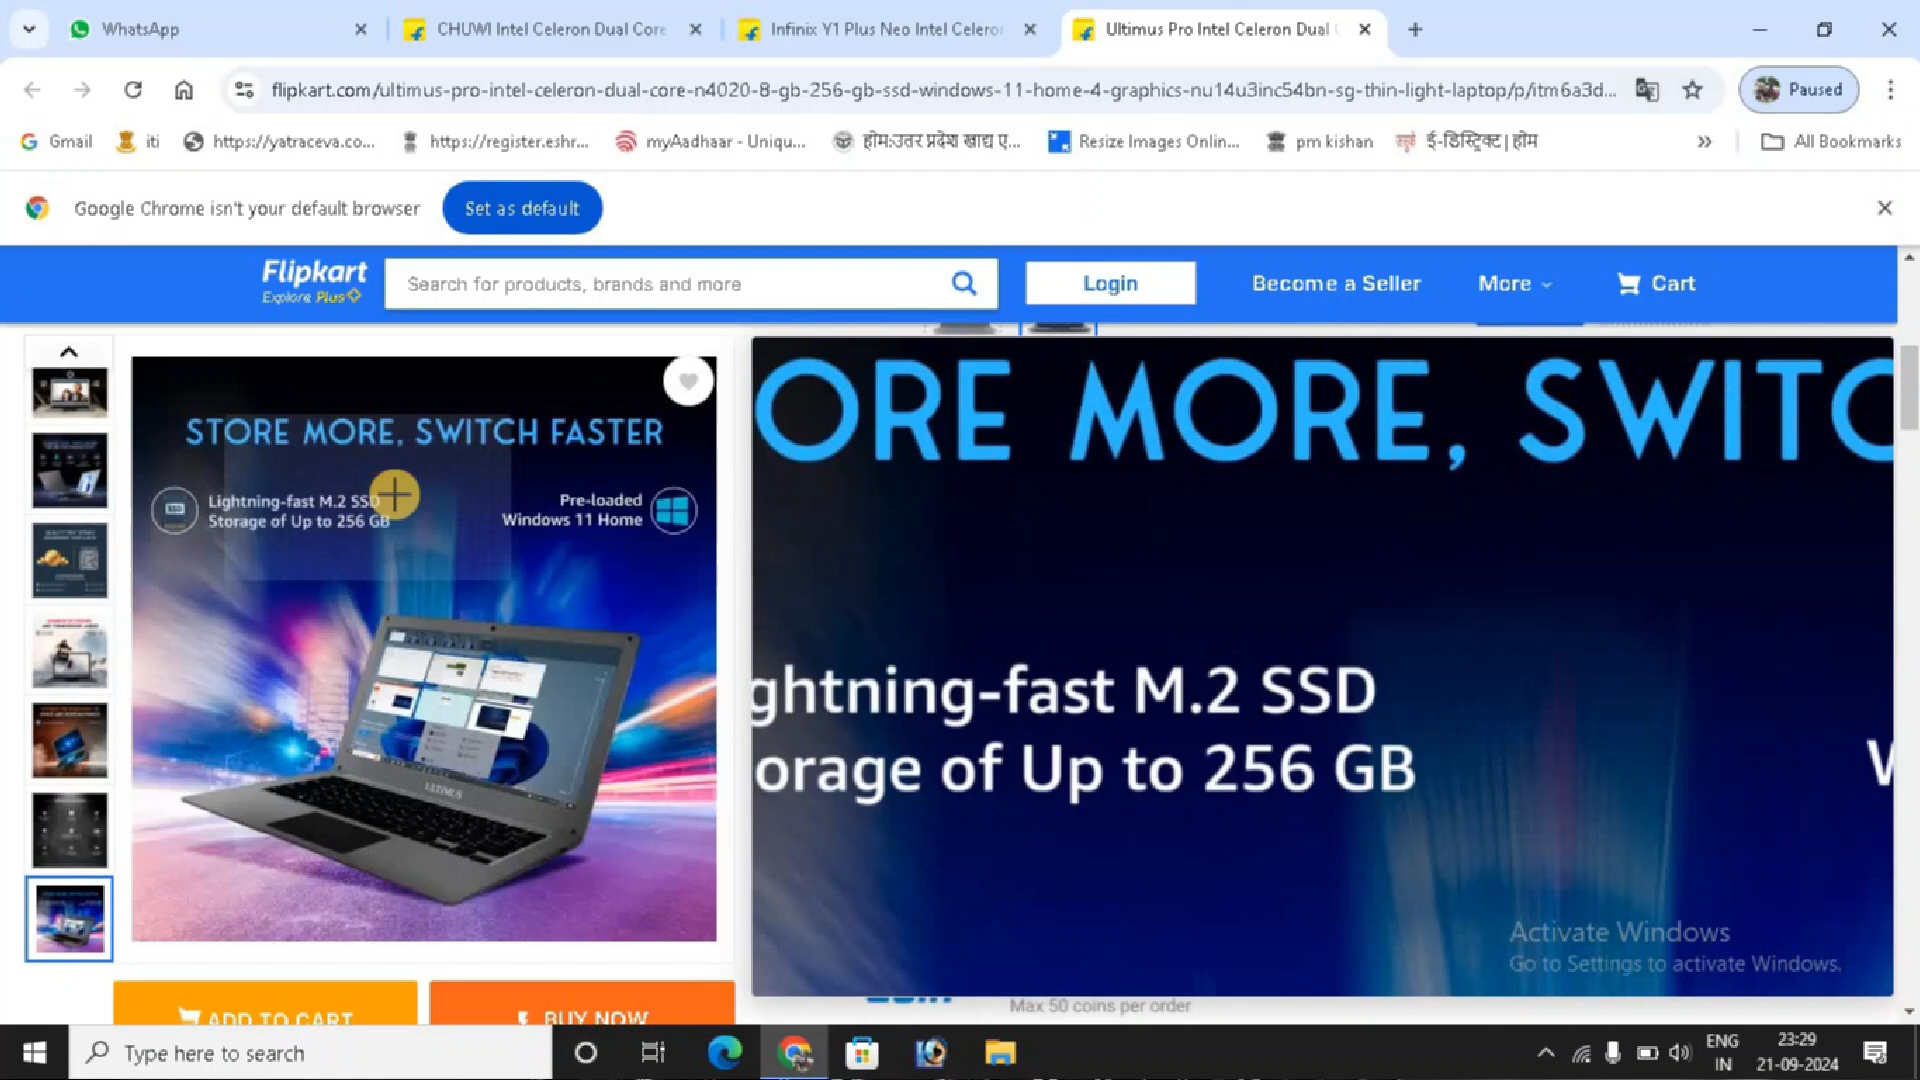 WhatsApp
CHUWI Intel Celeron Dual Core
Infinix Y1 Plus Neo Intel Celeron
Ultimus Pro Intel Celeron Dual
flipkart.com/ultimus-pro-intel-celeron-dual-core-n4020-8-gb-256-gb-ssd-windows-11-home-4-graphics-nu14u3inc54bn-sg-thin-light-laptop/p/itm6a3d...
Paused
Gmail
iti
https://yatraceva.co...
https://register.eshr...
myAadhaar - Uniqu...
होम:उतर प्रदेश खाद्य ए...
Resize Images Onlin...
pm kishan
ई-डिस्ट्रिक्ट | होम
All Bookmarks
Google Chrome isn't your default browser
Set as default
Flipkart
Explore Plus
Search for products, brands and more
Login
Become a Seller
More
Cart
STORE MORE, SWITCH FASTER
Lightning-fast M.2 SSD
Storage of Up to 256 GB
Pre-loaded
Windows 11 Home
ULTIMUS
ORE MORE, SWITC
ghtning-fast M.2 SSD
orage of Up to 256 GB
W
Activate Windows
Go to Settings to activate Windows.
ADD TO CART
BUY NOW
Max 50 coins per order
Type here to search
ENG
IN
23:29
21-09-2024